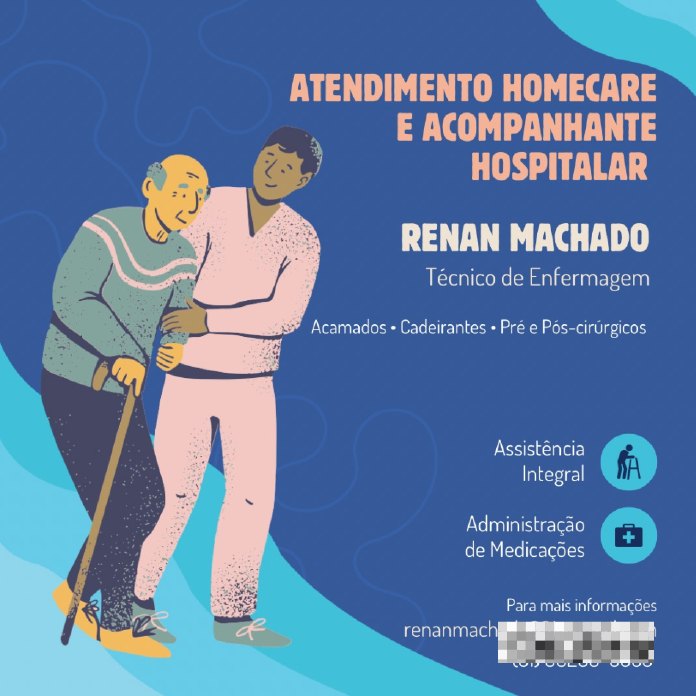 ATENDIMENTO HOMECARE
E ACOMPANHANTE
HOSPITALAR
RENAN MACHADO
Técnico de Enfermagem
Acamados • Cadeirantes • Pré e Pós-cirúrgicos
Assistência
Integral
Administração
de Medicações
Para mais informações